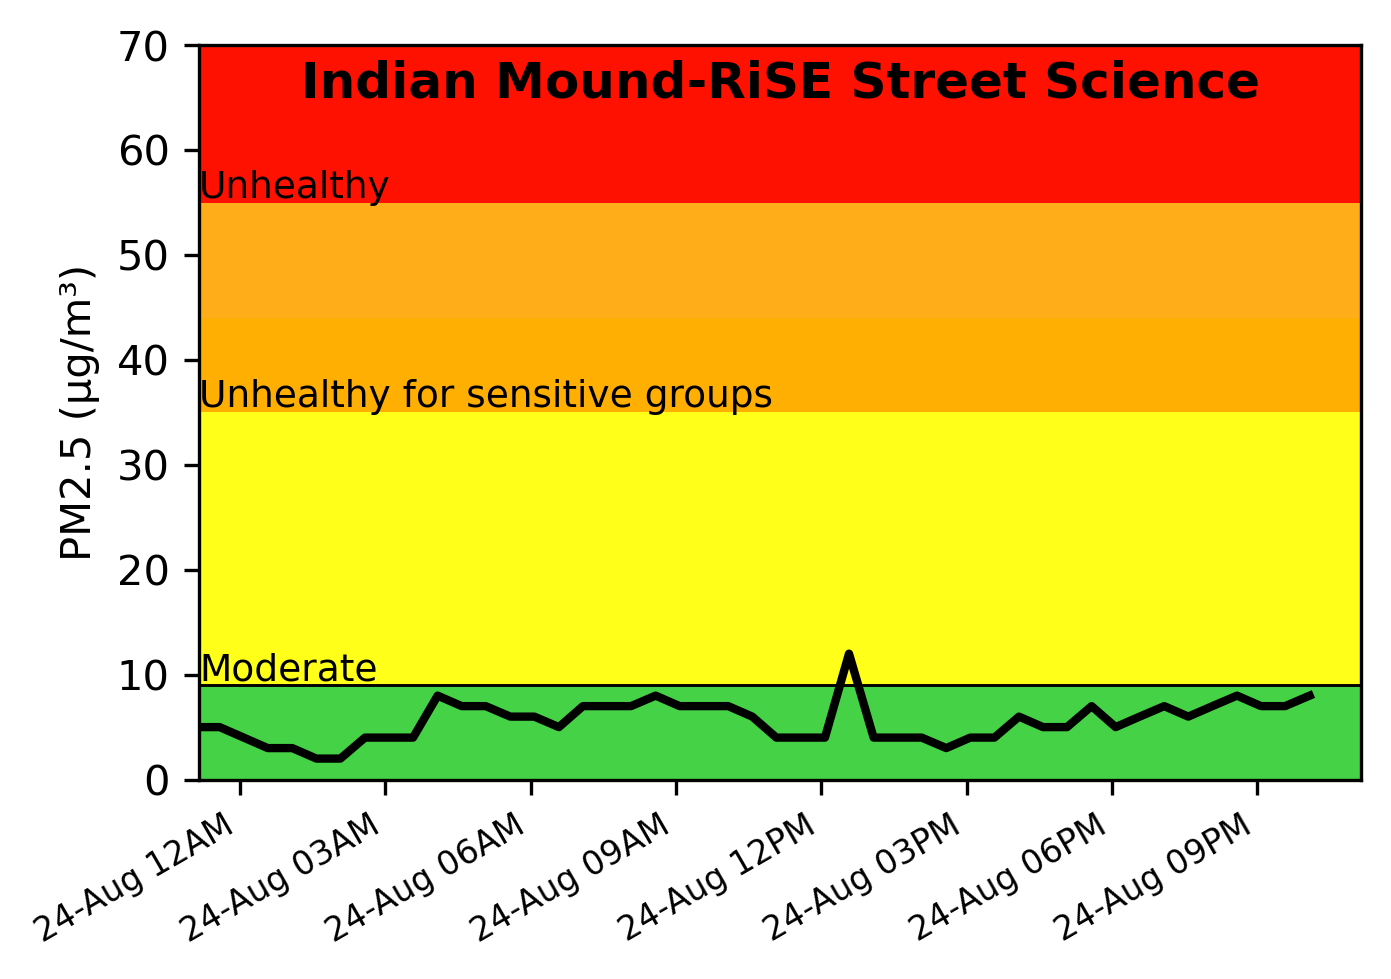 Indian Mound-RiSE Street Science
PM2.5 (µg/m³)
70
60
50
40
30
20
10
0
Unhealthy
Unhealthy for sensitive groups
Moderate
24-Aug 12AM
24-Aug 03AM
24-Aug 06AM
24-Aug 09AM
24-Aug 12PM
24-Aug 03PM
24-Aug 06PM
24-Aug 09PM